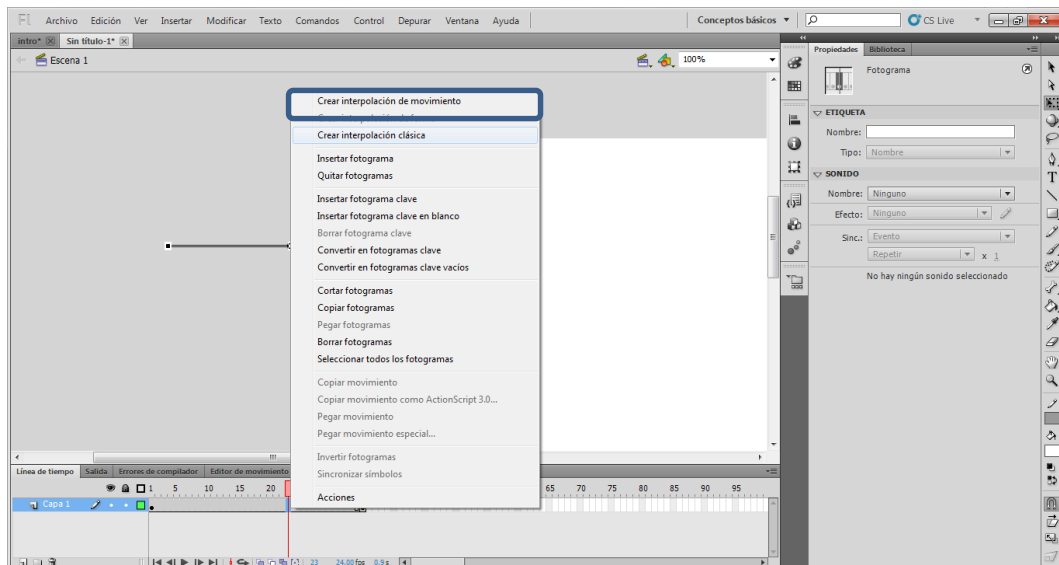 Fl Archivo Edición Ver Insertar Modificar Texto Comandos Control Depurar Ventana Ayuda Conceptos básicos CS Live
intro* Sin título-1*
Escena 1 100%
Crear interpolación de movimiento
Crear interpolación clásica
Insertar fotograma
Quitar fotogramas
Insertar fotograma clave
Insertar fotograma clave en blanco
Borrar fotograma clave
Convertir en fotogramas clave
Convertir en fotogramas clave vacíos
Cortar fotogramas
Copiar fotogramas
Pegar fotogramas
Borrar fotogramas
Seleccionar todos los fotogramas
Copiar movimiento
Copiar movimiento como ActionScript 3.0...
Pegar movimiento
Pegar movimiento especial...
Invertir fotogramas
Sincronizar símbolos
Acciones
Propiedades Biblioteca
Fotograma
ETIQUETA
Nombre:
Tipo: Nombre
SONIDO
Nombre: Ninguno
Efecto: Ninguno
Sinc.: Evento
Repetir x 1
No hay ningún sonido seleccionado
Línea de tiempo Salida Errores de compilador Editor de movimiento
1 5 10 15 20 65 70 75 80 85 90 95
Capa 1
23 24.00 fps 0.9 s